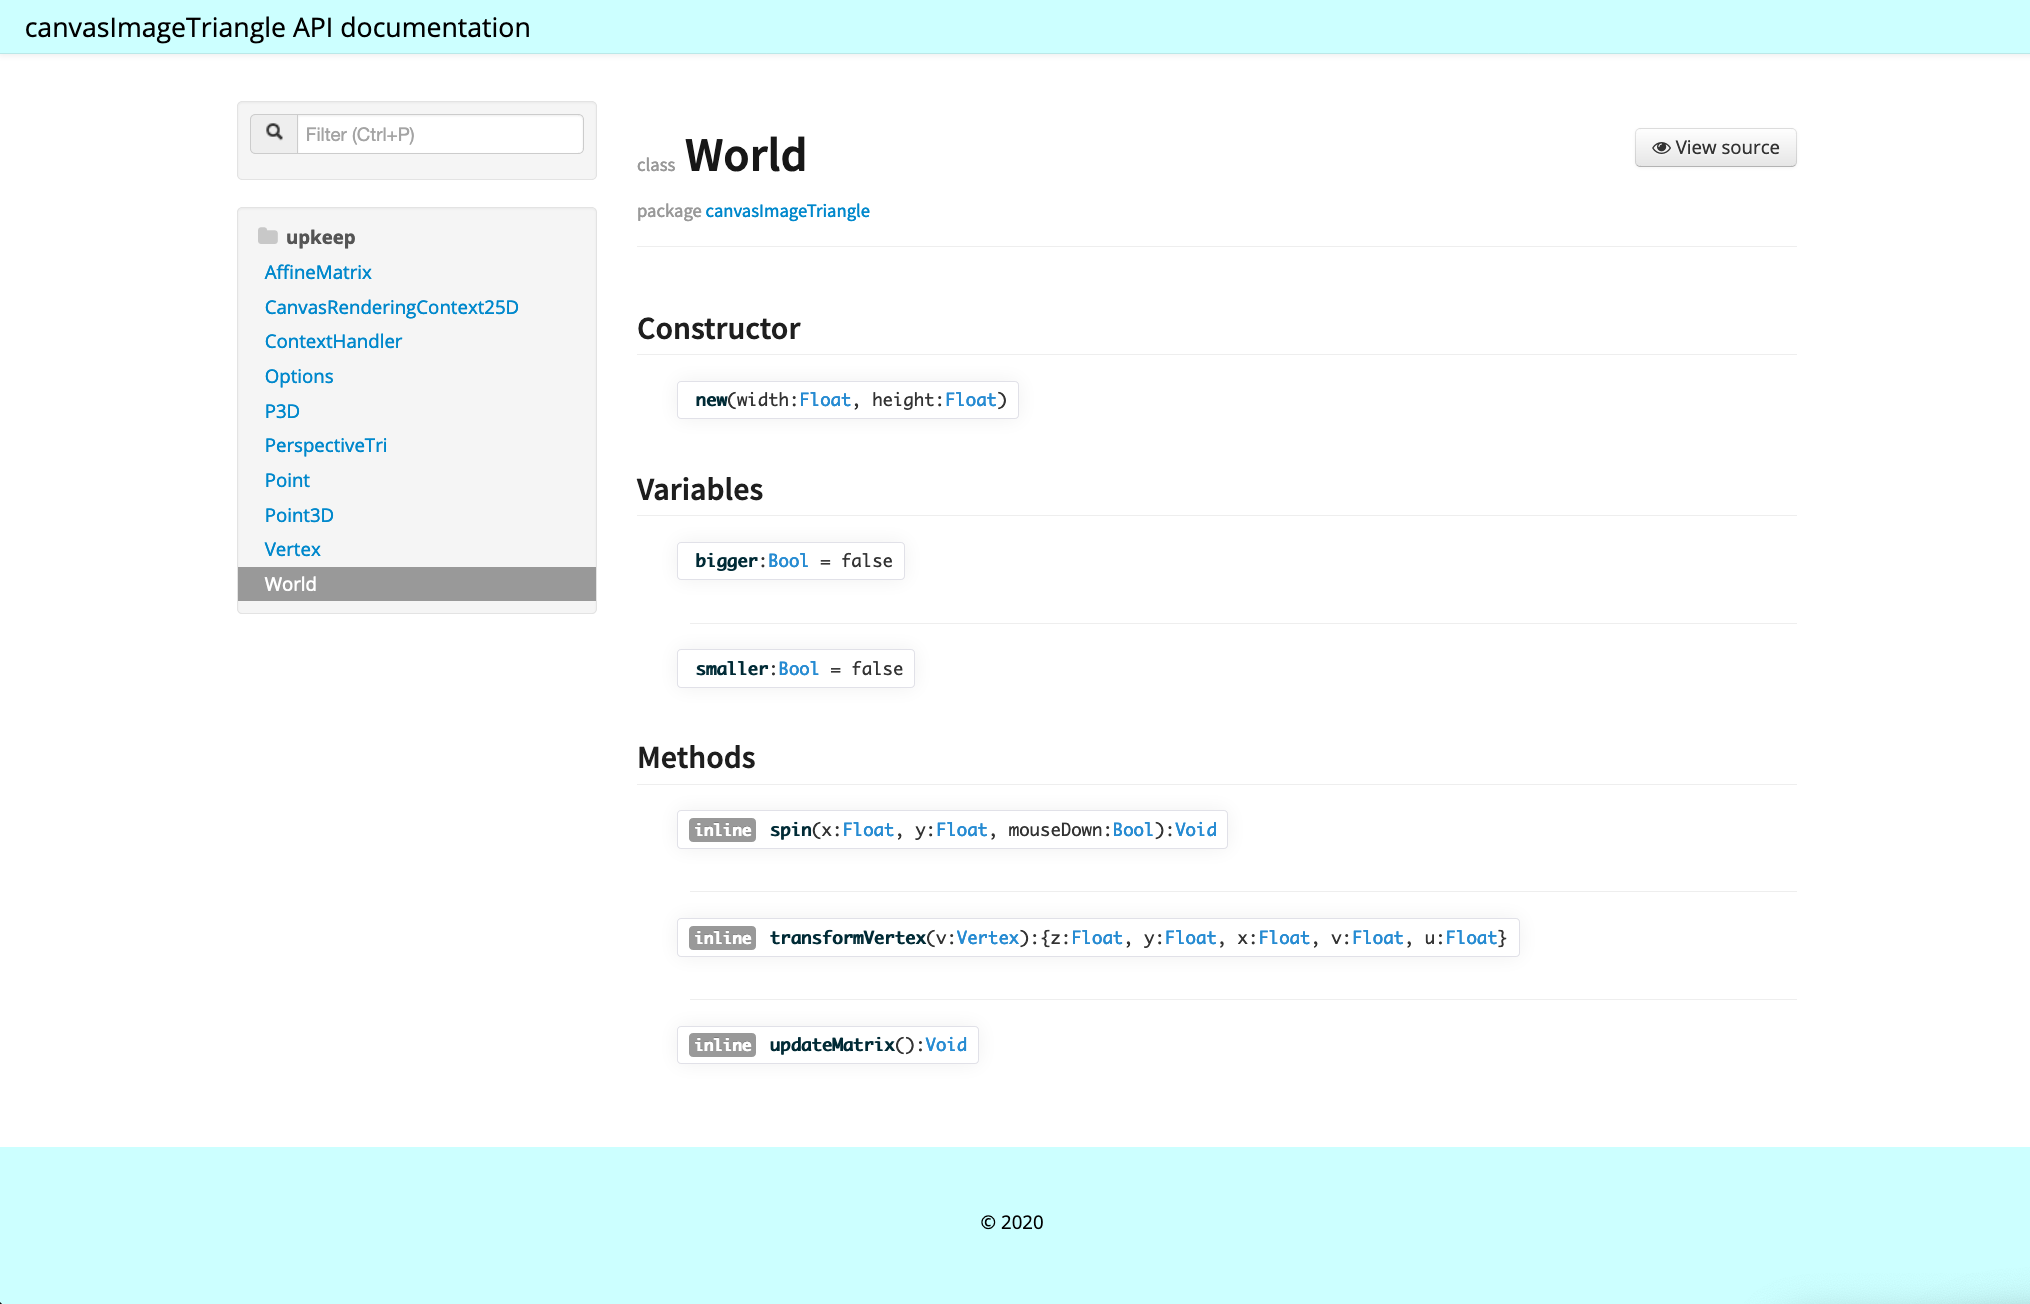 canvasImageTriangle API documentation
Filter (Ctrl+P)
upkeep
AffineMatrix
CanvasRenderingContext25D
ContextHandler
Options
P3D
PerspectiveTri
Point
Point3D
Vertex
World
class World
View source
package canvasImageTriangle
Constructor
new(width:Float, height:Float)
Variables
bigger:Bool = false
smaller:Bool = false
Methods
inline spin(x:Float, y:Float, mouseDown:Bool):Void
inline transformVertex(v:Vertex):{z:Float, y:Float, x:Float, v:Float, u:Float}
inline updateMatrix():Void
© 2020